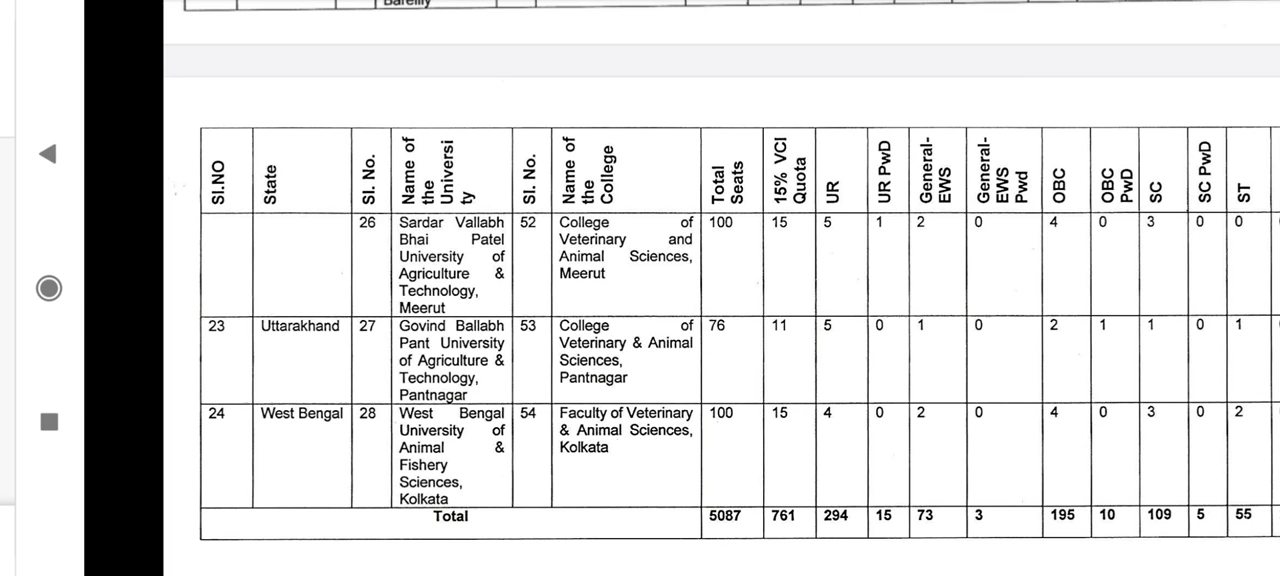 Bareilly
SI.NO State SI. No. Name of the Universi ty SI. No. Name of the College Total Seats 15% VCI Quota UR UR PwD General- EWS General- EWS Pwd OBC OBC PwD SC SC PwD ST
26 Sardar Vallabh 52 College of 100 15 5 1 2 0 4 0 3 0 0
Bhai Patel Veterinary and
University of Animal Sciences,
Agriculture & Meerut
Technology,
Meerut
23 Uttarakhand 27 Govind Ballabh 53 College of 76 11 5 0 1 0 2 1 1 0 1
Pant University Veterinary & Animal
of Agriculture & Sciences,
Technology, Pantnagar
Pantnagar
24 West Bengal 28 West Bengal 54 Faculty of Veterinary 100 15 4 0 2 0 4 0 3 0 2
University of & Animal Sciences,
Animal & Kolkata
Fishery
Sciences,
Kolkata
Total 5087 761 294 15 73 3 195 10 109 5 55